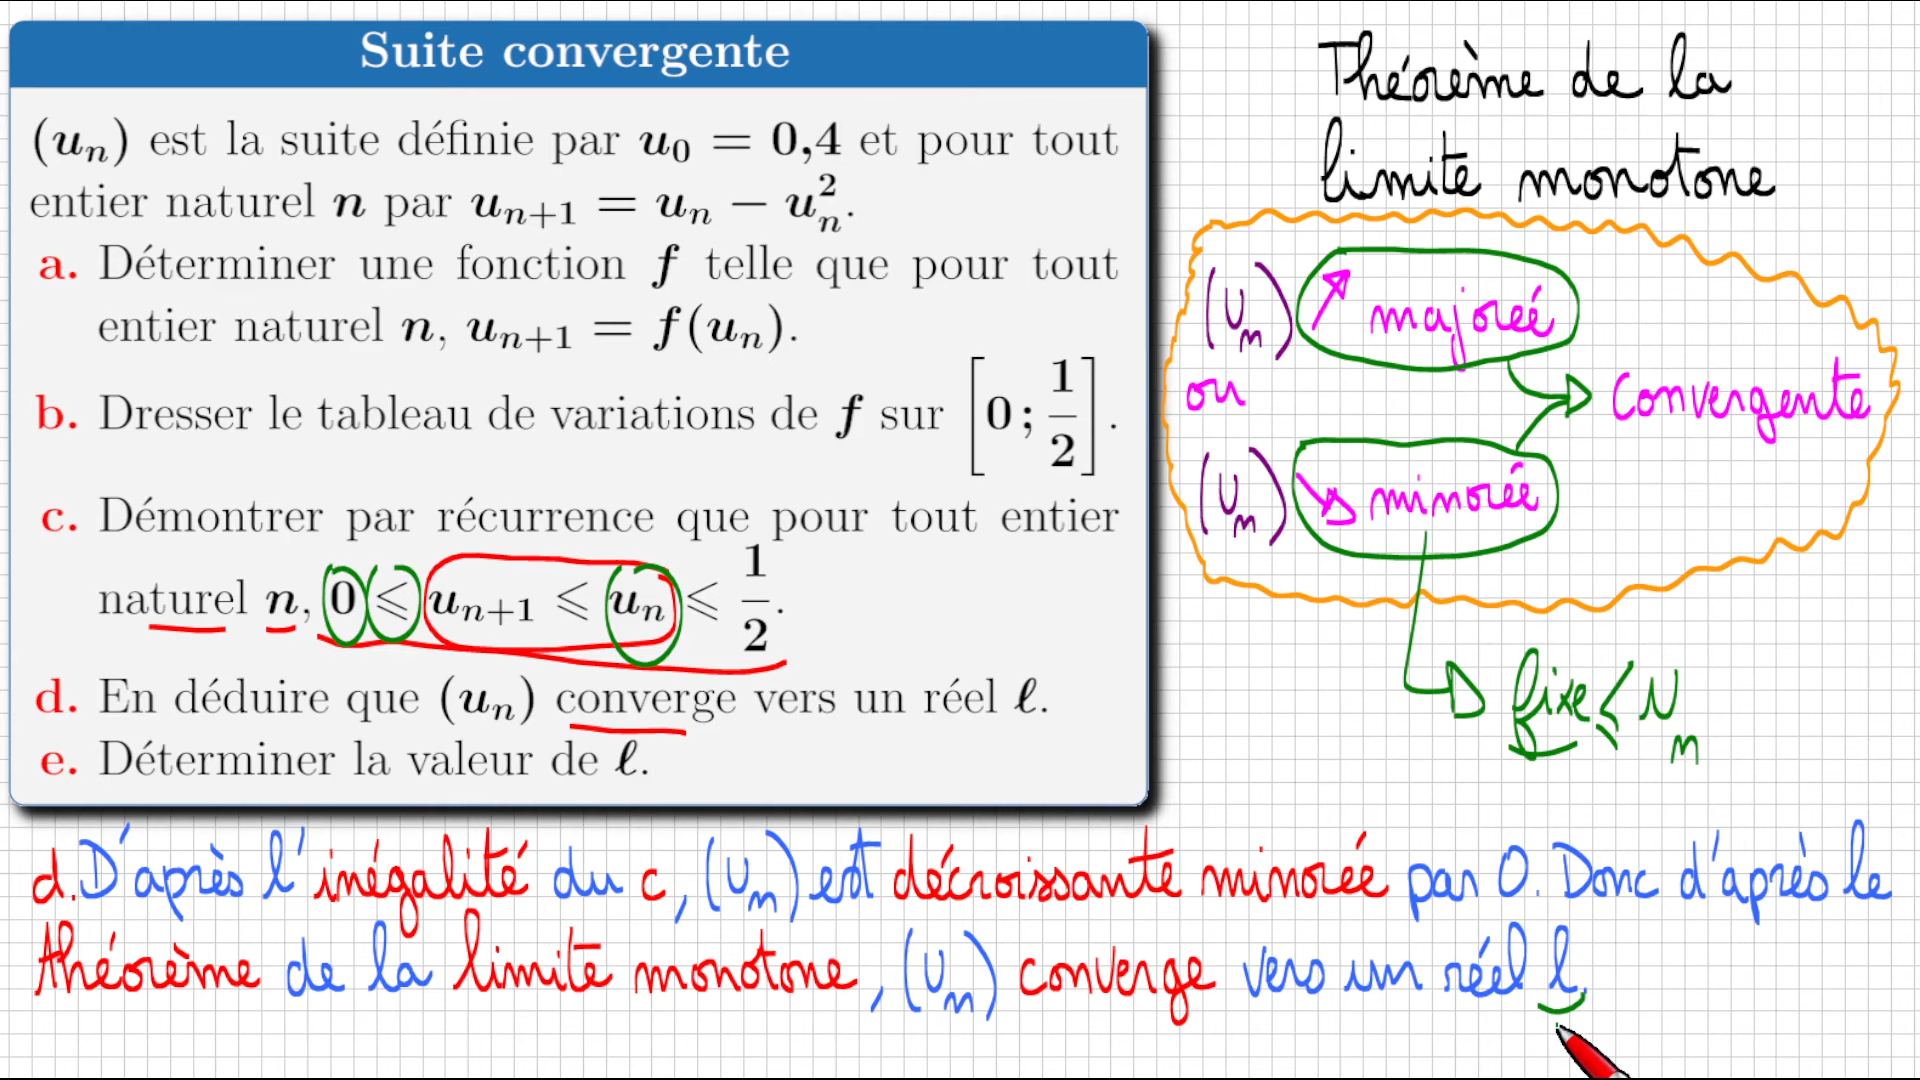 Suite convergente
(uₙ) est la suite définie par u₀ = 0,4 et pour tout
entier naturel n par uₙ₊₁ = uₙ − uₙ².
a. Déterminer une fonction f telle que pour tout
entier naturel n, uₙ₊₁ = f(uₙ).
b. Dresser le tableau de variations de f sur [0 ; 1/2].
c. Démontrer par récurrence que pour tout entier
naturel n, 0 ⩽ uₙ₊₁ ⩽ uₙ ⩽ 1/2.
d. En déduire que (uₙ) converge vers un réel ℓ.
e. Déterminer la valeur de ℓ.
Théorème de la
limite monotone
(Uₙ) ↗ majorée
ou
convergente
(Uₙ) ↘ minorée
fixe ⩽ Uₙ
d. D'après l'inégalité du c, (Uₙ) est décroissante minorée par 0. Donc d'après le
théorème de la limite monotone, (Uₙ) converge vers un réel l.